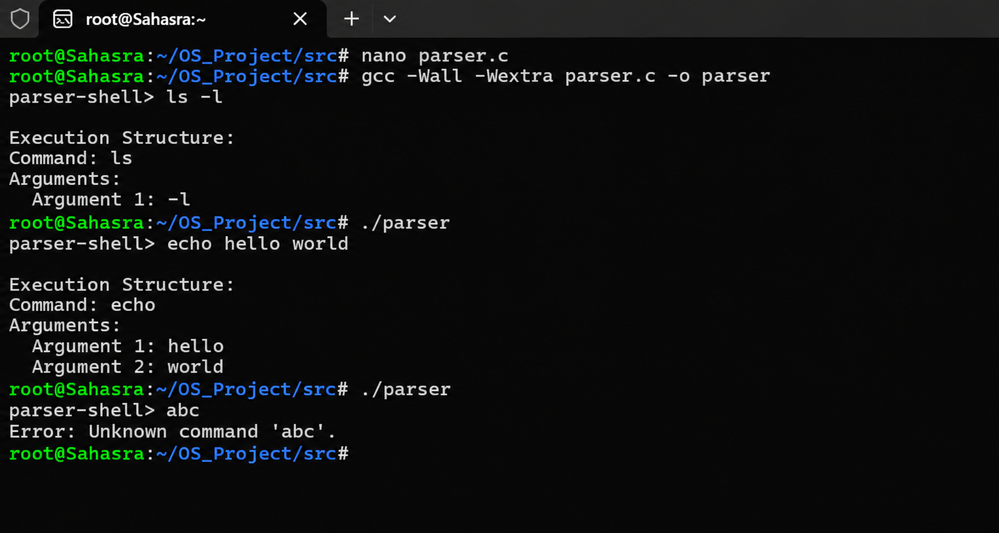 root@Sahasra:~
root@Sahasra:~/OS_Project/src# nano parser.c
root@Sahasra:~/OS_Project/src# gcc -Wall -Wextra parser.c -o parser
parser-shell> ls -l
Execution Structure:
Command: ls
Arguments:
  Argument 1: -l
root@Sahasra:~/OS_Project/src# ./parser
parser-shell> echo hello world
Execution Structure:
Command: echo
Arguments:
  Argument 1: hello
  Argument 2: world
root@Sahasra:~/OS_Project/src# ./parser
parser-shell> abc
Error: Unknown command 'abc'.
root@Sahasra:~/OS_Project/src#